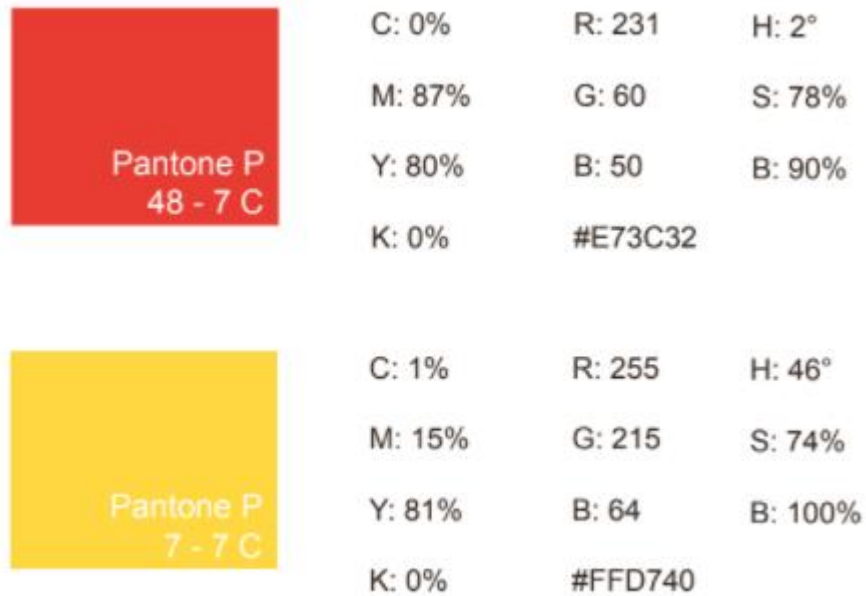 Pantone P
48 - 7 C
C: 0% R: 231 H: 2°
M: 87% G: 60 S: 78%
Y: 80% B: 50 B: 90%
K: 0% #E73C32
Pantone P
7 - 7 C
C: 1% R: 255 H: 46°
M: 15% G: 215 S: 74%
Y: 81% B: 64 B: 100%
K: 0% #FFD740